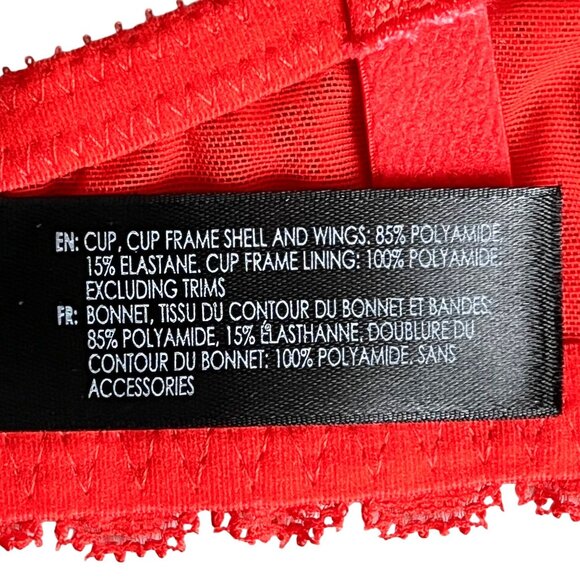 EN: CUP, CUP FRAME SHELL AND WINGS: 85% POLYAMIDE,
15% ELASTANE. CUP FRAME LINING: 100% POLYAMIDE.
EXCLUDING TRIMS
FR: BONNET, TISSU DU CONTOUR DU BONNET ET BANDES:
85% POLYAMIDE, 15% ÉLASTHANNE. DOUBLURE DU
CONTOUR DU BONNET: 100% POLYAMIDE. SANS
ACCESSORIES